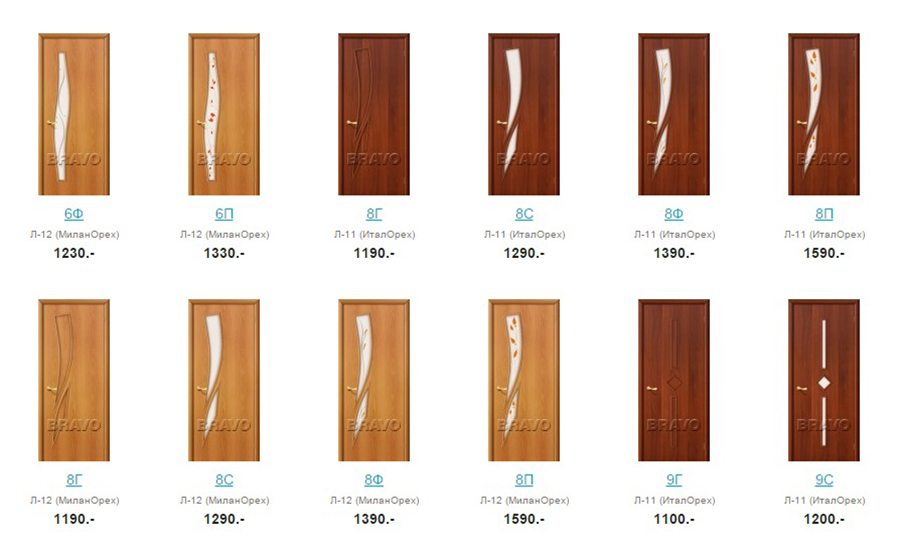 BRAVO BRAVO BRAVO BRAVO BRAVO BRAVO
6Ф 6П 8Г 8С 8Ф 8П
Л-12 (МиланОрех) Л-12 (МиланОрех) Л-11 (ИталОрех) Л-11 (ИталОрех) Л-11 (ИталОрех) Л-11 (ИталОрех)
1230.- 1330.- 1190.- 1290.- 1390.- 1590.-
BRAVO BRAVO BRAVO BRAVO BRAVO BRAVO
8Г 8С 8Ф 8П 9Г 9С
Л-12 (МиланОрех) Л-12 (МиланОрех) Л-12 (МиланОрех) Л-12 (МиланОрех) Л-11 (ИталОрех) Л-11 (ИталОрех)
1190.- 1290.- 1390.- 1590.- 1100.- 1200.-